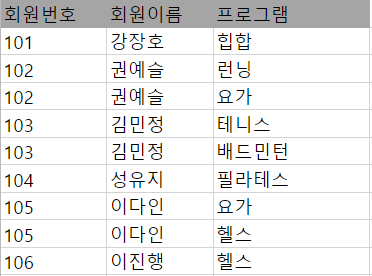 회원번호 회원이름 프로그램
101 강장호 힙합
102 권예슬 런닝
102 권예슬 요가
103 김민정 테니스
103 김민정 배드민턴
104 성유지 필라테스
105 이다인 요가
105 이다인 헬스
106 이진행 헬스